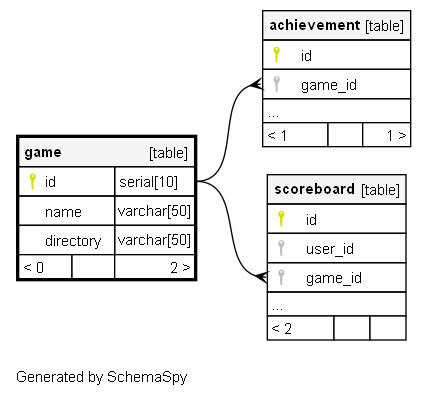 achievement [table]
id
game_id
...
< 1 1 >
game [table]
id serial[10]
name varchar[50]
directory varchar[50]
< 0 2 >
scoreboard [table]
id
user_id
game_id
...
< 2
Generated by SchemaSpy